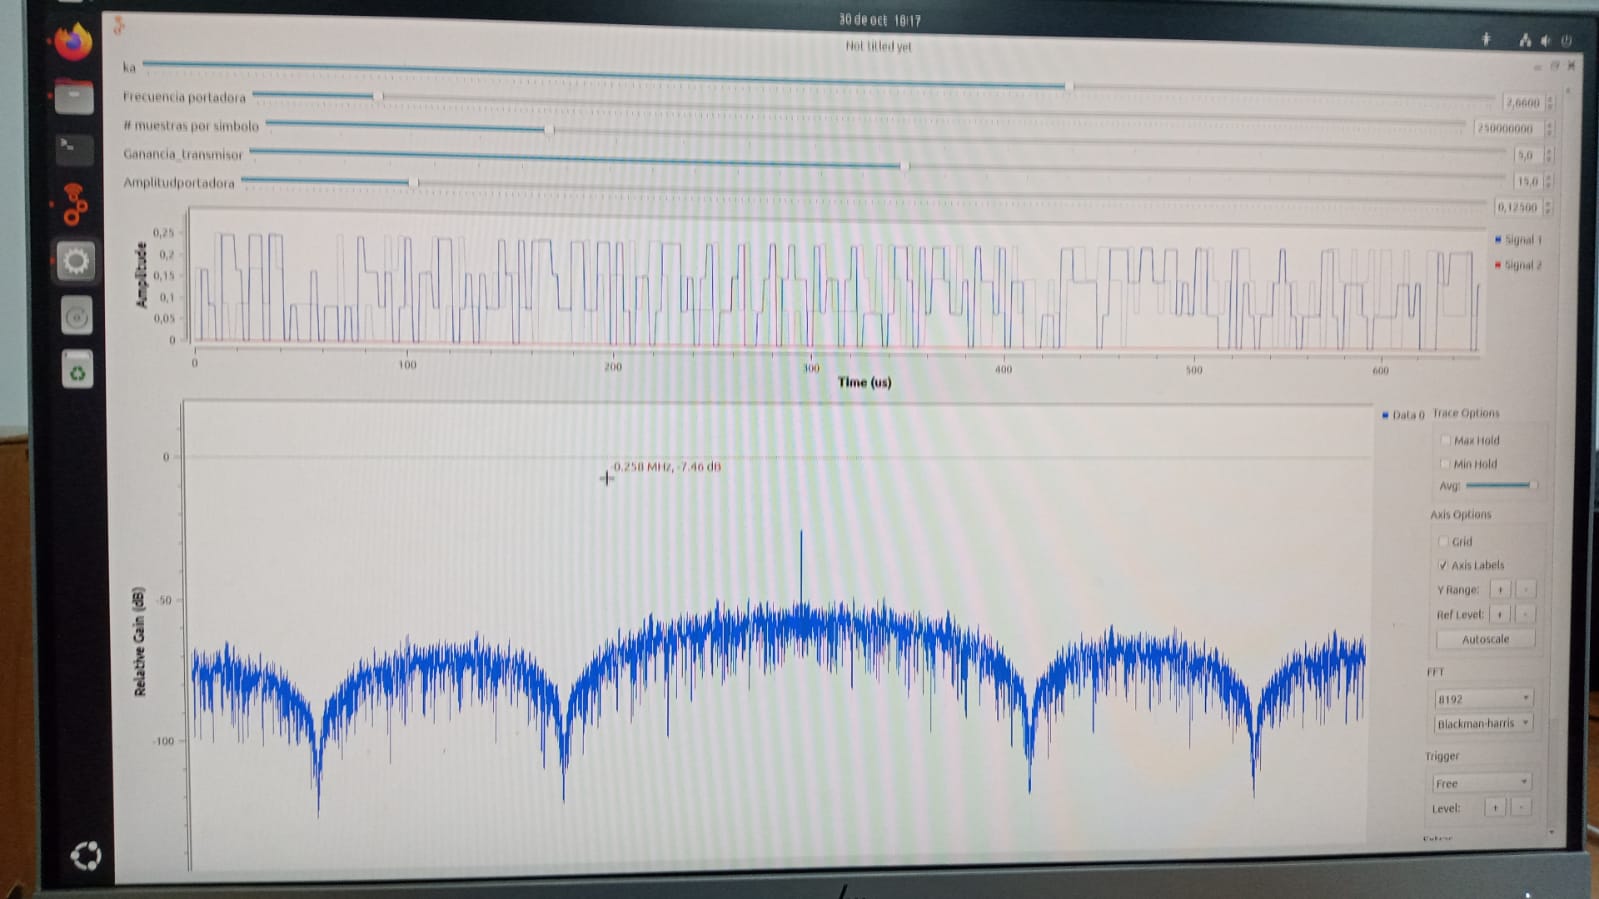 30 de oct 18:17
Not titled yet
ka
2,6600
Frecuencia portadora
250000000
# muestras por simbolo
5,0
Ganancia_transmisor
15,0
Amplitudportadora
0,12500
Amplitude
0,25
0,2
0,15
0,1
0,05
0
0 100 200 300 400 500 600
Time (us)
Signal 1
Signal 2
Relative Gain (dB)
0
-50
-100
-0.258 MHz, -7.46 dB
Data 0
Trace Options
Max Hold
Min Hold
Avg:
Axis Options
Grid
Axis Labels
Y Range: + -
Ref Level: + -
Autoscale
FFT
8192
Blackman-harris
Trigger
Free
Level: + -